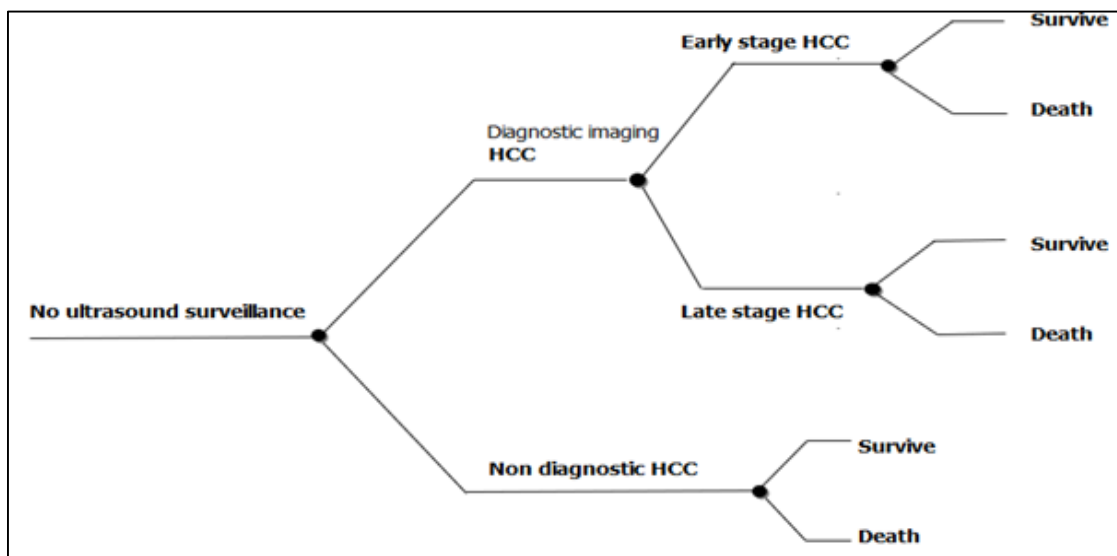 Survive
Early stage HCC
Death
Diagnostic imaging
HCC
Survive
No ultrasound surveillance
Late stage HCC
Death
Survive
Non diagnostic HCC
Death